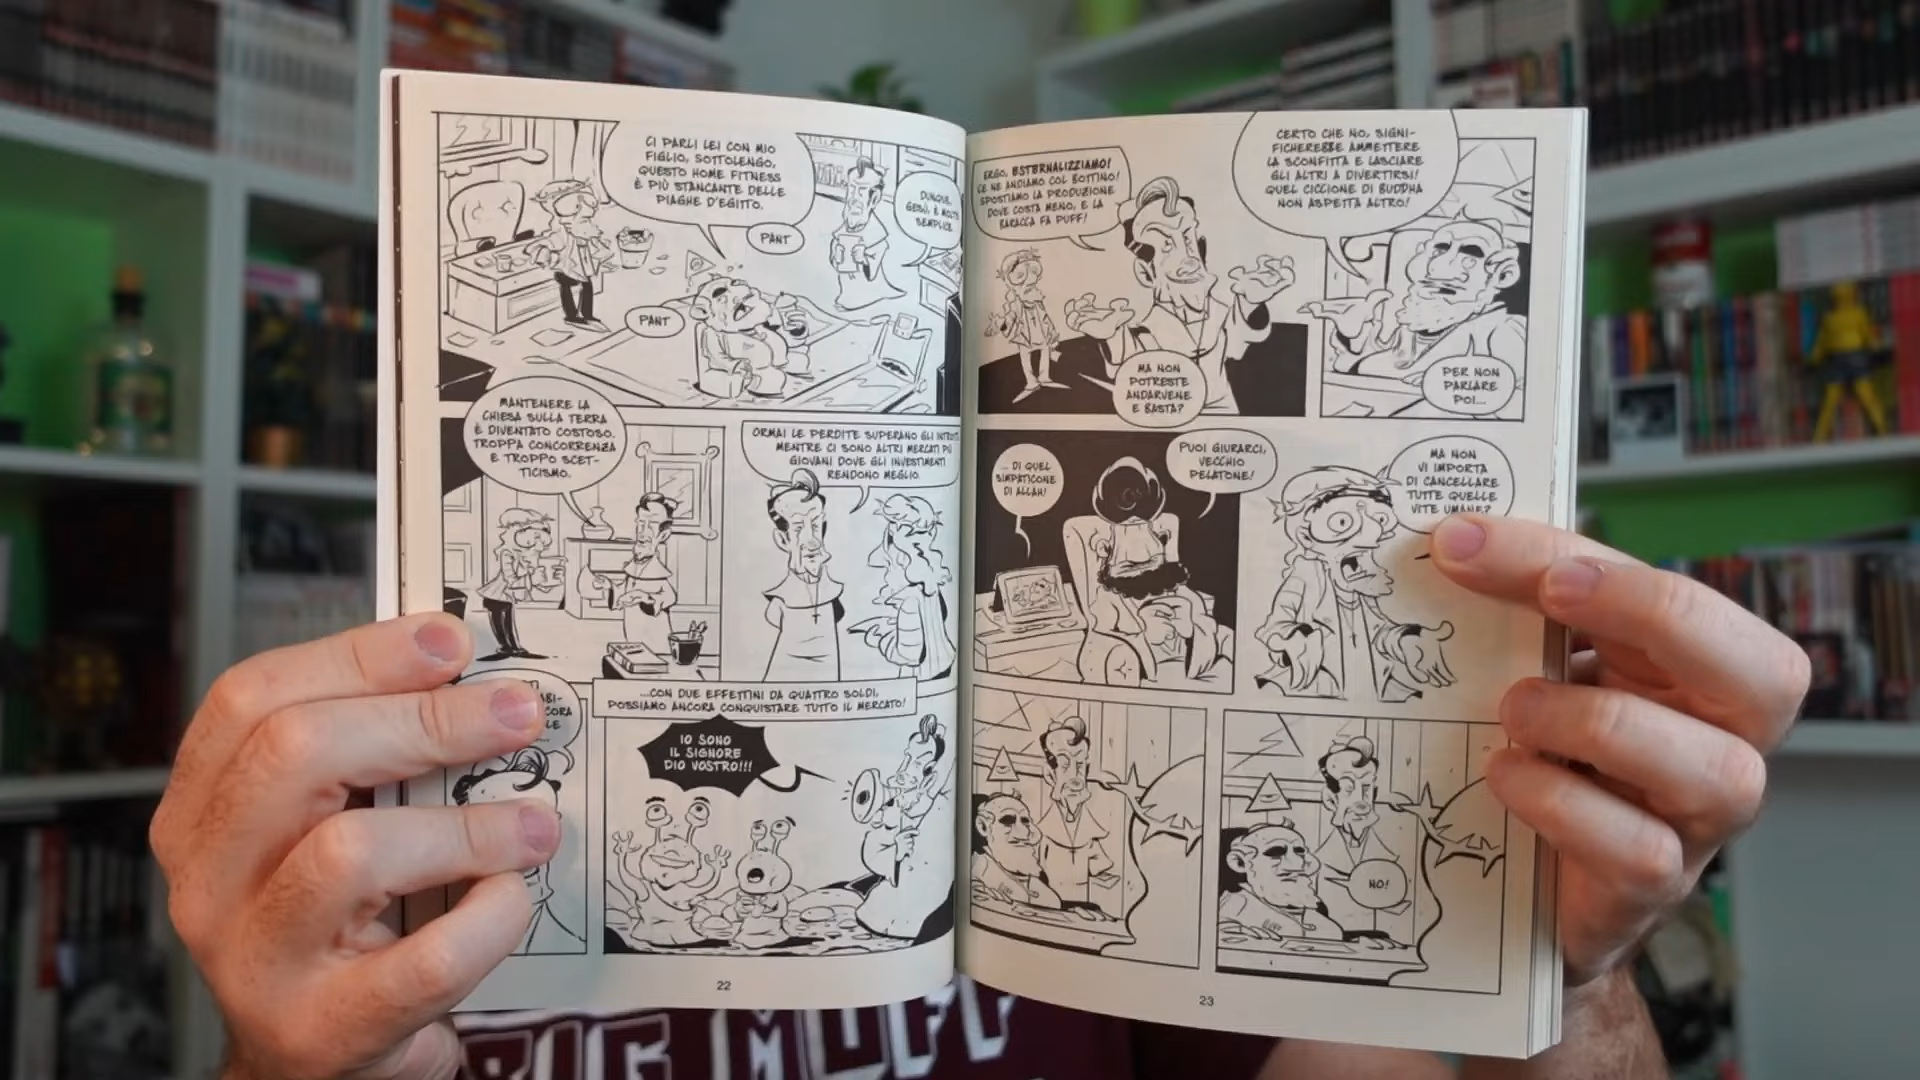 CI PARLI LEI CON MIO
FIGLIO, SOTTOLENGO,
QUESTO HOME FITNESS
È PIÙ STANCANTE DELLE
PIAGHE D'EGITTO.
PANT
PANT
DUNQUE,
GESÙ, È MOLTO
SEMPLICE.
MANTENERE LA
CHIESA SULLA TERRA
È DIVENTATO COSTOSO.
TROPPA CONCORRENZA
E TROPPO SCET-
TICISMO.
ORMAI LE PERDITE SUPERANO GLI INTROITI
MENTRE CI SONO ALTRI MERCATI PIÙ
GIOVANI DOVE GLI INVESTIMENTI
RENDONO MEGLIO.
...CON DUE EFFETTINI DA QUATTRO SOLDI,
POSSIAMO ANCORA CONQUISTARE TUTTO IL MERCATO!
IO SONO
IL SIGNORE
DIO VOSTRO!!!
22
ERGO, ESTERNALIZZIAMO!
CE NE ANDIAMO COL BOTTINO!
SPOSTIAMO LA PRODUZIONE
DOVE COSTA MENO, E LA
BARACCA FA PUFF!
MA NON
POTRESTE
ANDARVENE
E BASTA?
CERTO CHE NO, SIGNI-
FICHEREBBE AMMETTERE
LA SCONFITTA E LASCIARE
GLI ALTRI A DIVERTIRSI!
QUEL CICCIONE DI BUDDHA
NON ASPETTA ALTRO!
PER NON
PARLARE
POI...
... DI QUEL
SIMPATICONE
DI ALLAH!
PUOI GIURARCI,
VECCHIO
PELATONE!
MA NON
VI IMPORTA
DI CANCELLARE
TUTTE QUELLE
VITE UMANE?
NO!
23
BIG MUFF